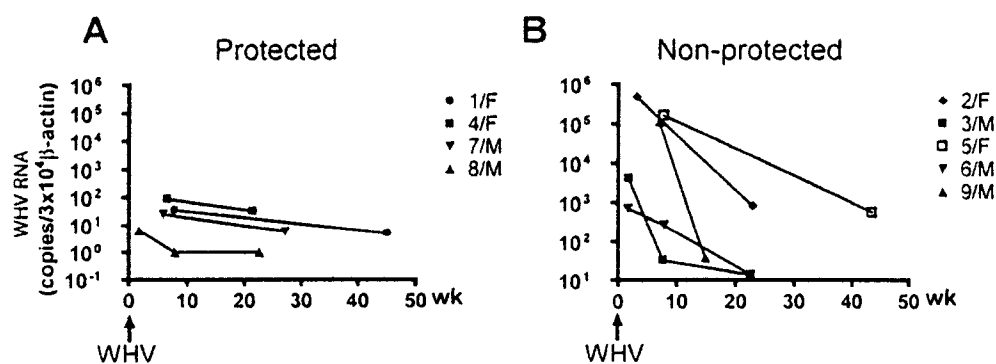 A
Protected
WHV RNA
(copies/3x10⁴β-actin)
10⁶
10⁵
10⁴
10³
10²
10¹
10⁰
10⁻¹
0
10
20
30
40
50
wk
WHV
1/F
4/F
7/M
8/M
B
Non-protected
10⁶
10⁵
10⁴
10³
10²
10¹
0
10
20
30
40
50
wk
WHV
2/F
3/M
5/F
6/M
9/M